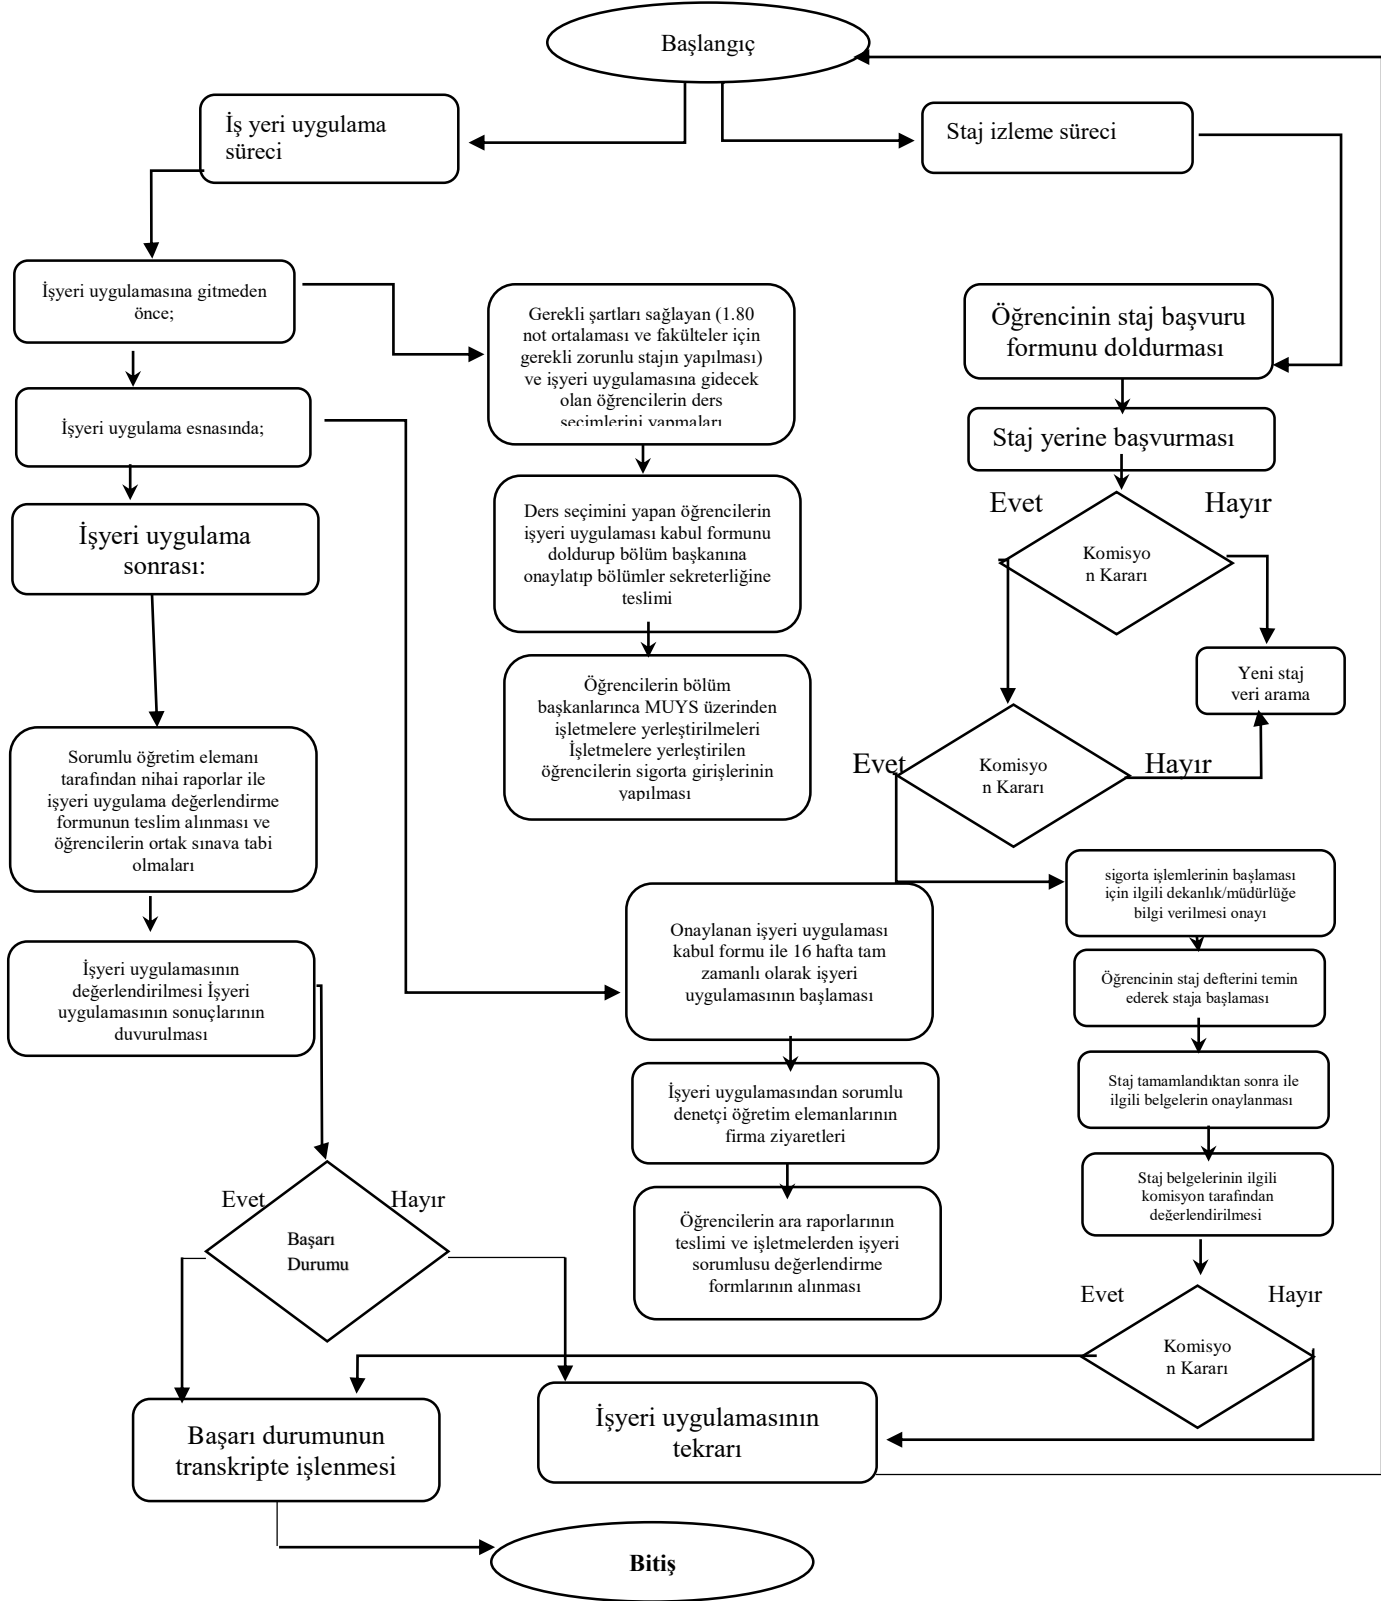 Başlangıç
İş yeri uygulama
süreci
Staj izleme süreci
İşyeri uygulamasına gitmeden
önce;
Gerekli şartları sağlayan (1.80
not ortalaması ve fakülteler için
gerekli zorunlu stajın yapılması)
ve işyeri uygulamasına gidecek
olan öğrencilerin ders
seçimlerini yapmaları
Öğrencinin staj başvuru
formunu doldurması
İşyeri uygulama esnasında;
Staj yerine başvurması
Evet
Hayır
Komisyo
n Kararı
İşyeri uygulama
sonrası:
Ders seçimini yapan öğrencilerin
işyeri uygulaması kabul formunu
doldurup bölüm başkanına
onaylatıp bölümler sekreterliğine
teslimi
Yeni staj
veri arama
Öğrencilerin bölüm
başkanlarınca MUYS üzerinden
işletmelere yerleştirilmeleri
İşletmelere yerleştirilen
öğrencilerin sigorta girişlerinin
yapılması
Evet
Hayır
Komisyo
n Kararı
Sorumlu öğretim elemanı
tarafından nihai raporlar ile
işyeri uygulama değerlendirme
formunun teslim alınması ve
öğrencilerin ortak sınava tabi
olmaları
sigorta işlemlerinin başlaması
için ilgili dekanlık/müdürlüğe
bilgi verilmesi onayı
Onaylanan işyeri uygulaması
kabul formu ile 16 hafta tam
zamanlı olarak işyeri
uygulamasının başlaması
İşyeri uygulamasının
değerlendirilmesi İşyeri
uygulamasının sonuçlarının
duvurulması
Öğrencinin staj defterini temin
ederek staja başlaması
İşyeri uygulamasından sorumlu
denetçi öğretim elemanlarının
firma ziyaretleri
Staj tamamlandıktan sonra ile
ilgili belgelerin onaylanması
Staj belgelerinin ilgili
komisyon tarafından
değerlendirilmesi
Evet
Hayır
Başarı
Durumu
Öğrencilerin ara raporlarının
teslimi ve işletmelerden işyeri
sorumlusu değerlendirme
formlarının alınması
Evet
Hayır
Komisyo
n Kararı
Başarı durumunun
transkripte işlenmesi
İşyeri uygulamasının
tekrarı
Bitiş